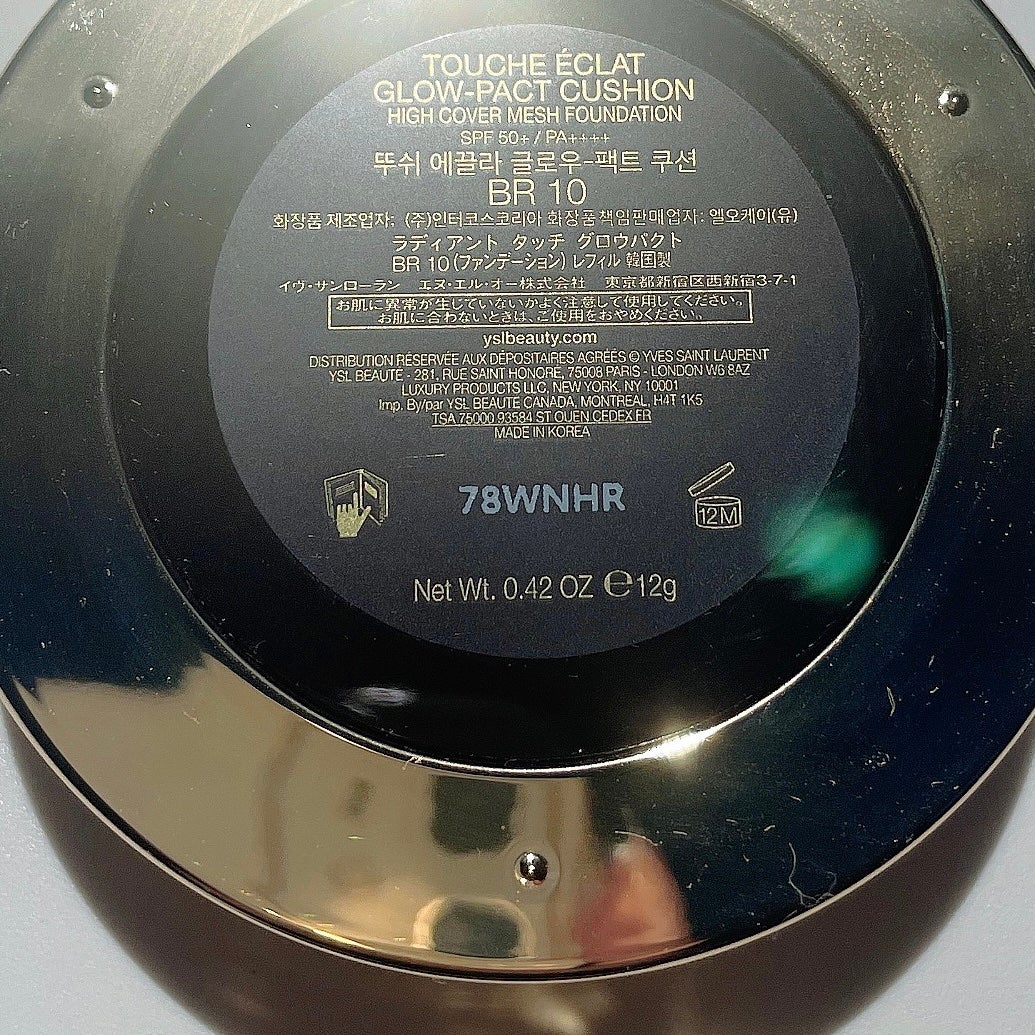 TOUCHE ÉCLAT
GLOW-PACT CUSHION
HIGH COVER MESH FOUNDATION
SPF 50+ / PA++++
뚜쉬 에끌라 글로우-팩트 쿠션
BR 10
화장품 제조업자: (주)인터코스코리아 화장품책임판매업자: 엘오케이(유)
ラディアント タッチ グロウパクト
BR 10(ファンデーション) レフィル 韓国製
イヴ・サンローラン エヌ・エル・オー株式会社 東京都新宿区西新宿3-7-1
お肌に異常が生じていないかよく注意して使用してください。
お肌に合わないときは、ご使用をおやめください。
yslbeauty.com
DISTRIBUTION RÉSERVÉE AUX DÉPOSITAIRES AGRÉÉS © YVES SAINT LAURENT
YSL BEAUTÉ - 281, RUE SAINT HONORÉ, 75008 PARIS - LONDON W6 8AZ
LUXURY PRODUCTS LLC, NEW YORK, NY 10001
Imp. By/par YSL BEAUTE CANADA, MONTREAL, H4T 1K5
TSA 75000 93584 ST OUEN CEDEX FR
MADE IN KOREA
78WNHR
12M
Net Wt. 0.42 OZ ℮12g